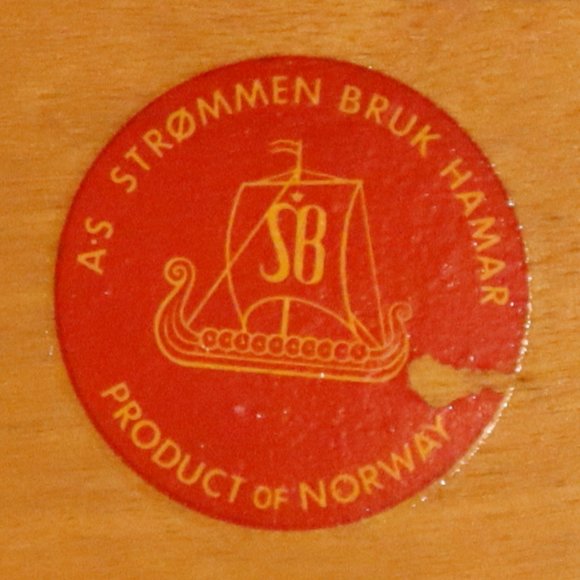 A·S STRØMMEN BRUK HAMAR
SB
PRODUCT OF NORWAY